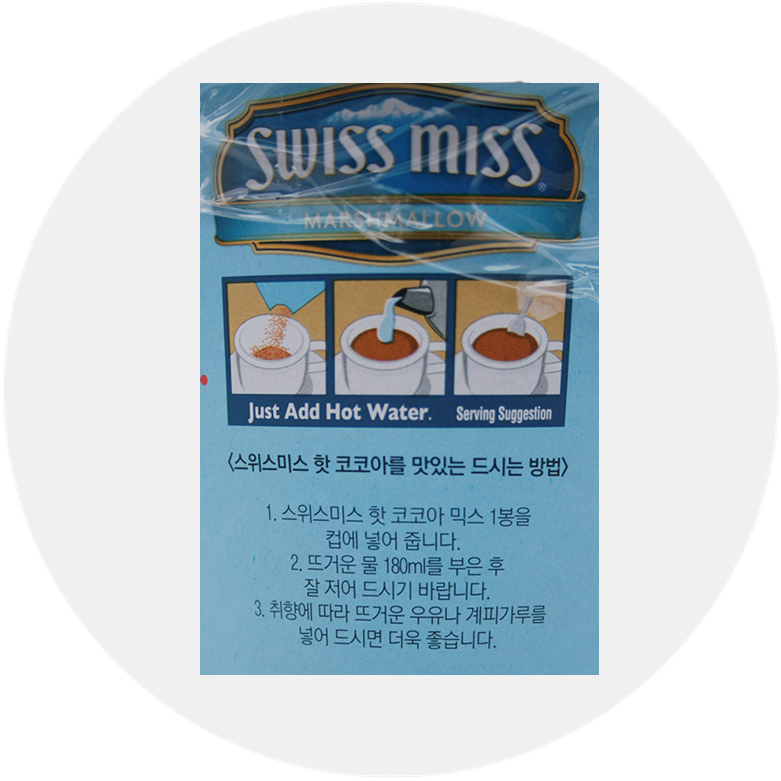 SWISS MISS
MARSHMALLOW
Just Add Hot Water. Serving Suggestion
〈스위스미스 핫 코코아를 맛있는 드시는 방법〉
1. 스위스미스 핫 코코아 믹스 1봉을
컵에 넣어 줍니다.
2. 뜨거운 물 180ml를 부은 후
잘 저어 드시기 바랍니다.
3. 취향에 따라 뜨거운 우유나 계피가루를
넣어 드시면 더욱 좋습니다.